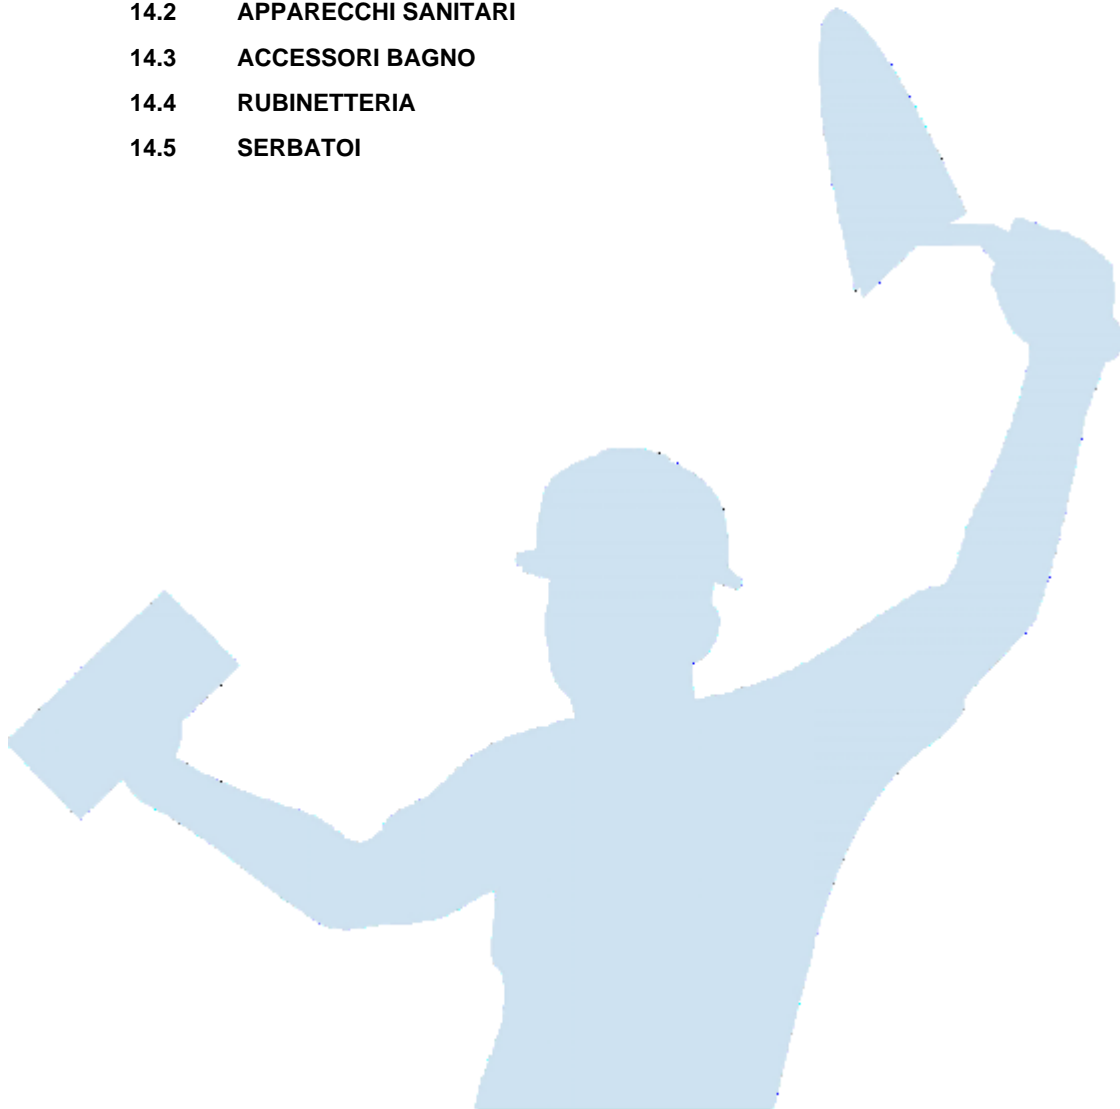 14.2 APPARECCHI SANITARI
14.3 ACCESSORI BAGNO
14.4 RUBINETTERIA
14.5 SERBATOI